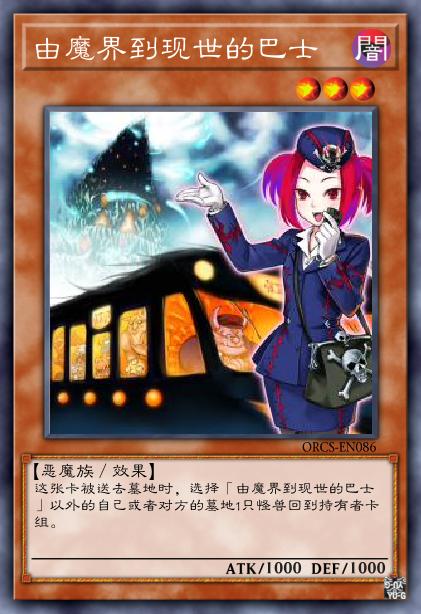 由魔界到现世的巴士
闇
ORCS-EN086
【恶魔族／效果】
这张卡被送去墓地时，选择「由魔界到现世的巴士
」以外的自己或者对方的墓地1只怪兽回到持有者卡
组。
ATK/1000 DEF/1000